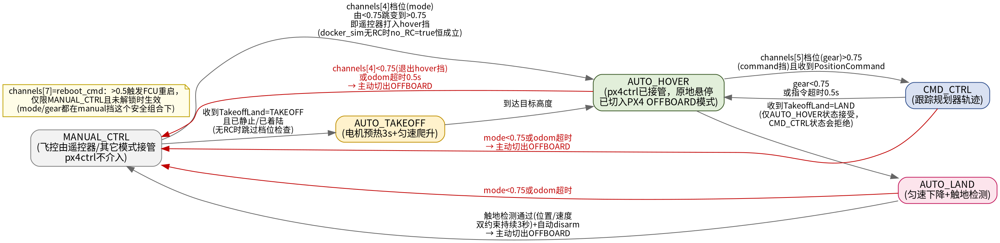 channels[4]档位(mode)
由<0.75跳变到>0.75
即遥控器打入hover挡
(docker_sim无RC时no_RC=true恒成立)
channels[4]<0.75(退出hover挡)
或odom超时0.5s
→ 主动切出OFFBOARD
channels[7]=reboot_cmd：>0.5触发FCU重启，
仅限MANUAL_CTRL且未解锁时生效
(mode/gear都在manual挡这个安全组合下)
MANUAL_CTRL
(飞控由遥控器/其它模式接管
px4ctrl不介入)
收到TakeoffLand=TAKEOFF
且已静止/已着陆
(无RC时跳过档位检查)
AUTO_TAKEOFF
(电机预热3s+匀速爬升)
到达目标高度
AUTO_HOVER
(px4ctrl已接管，原地悬停
已切入PX4 OFFBOARD模式)
channels[5]档位(gear)>0.75
(command挡)且收到PositionCommand
gear<0.75
或指令超时0.5s
收到TakeoffLand=LAND
(仅AUTO_HOVER状态接受，
CMD_CTRL状态会拒绝)
CMD_CTRL
(跟踪规划器轨迹)
mode<0.75或odom超时
→ 主动切出OFFBOARD
mode<0.75或odom超时
AUTO_LAND
(匀速下降+触地检测)
触地检测通过(位置/速度
双约束持续3秒)+自动disarm
→ 主动切出OFFBOARD